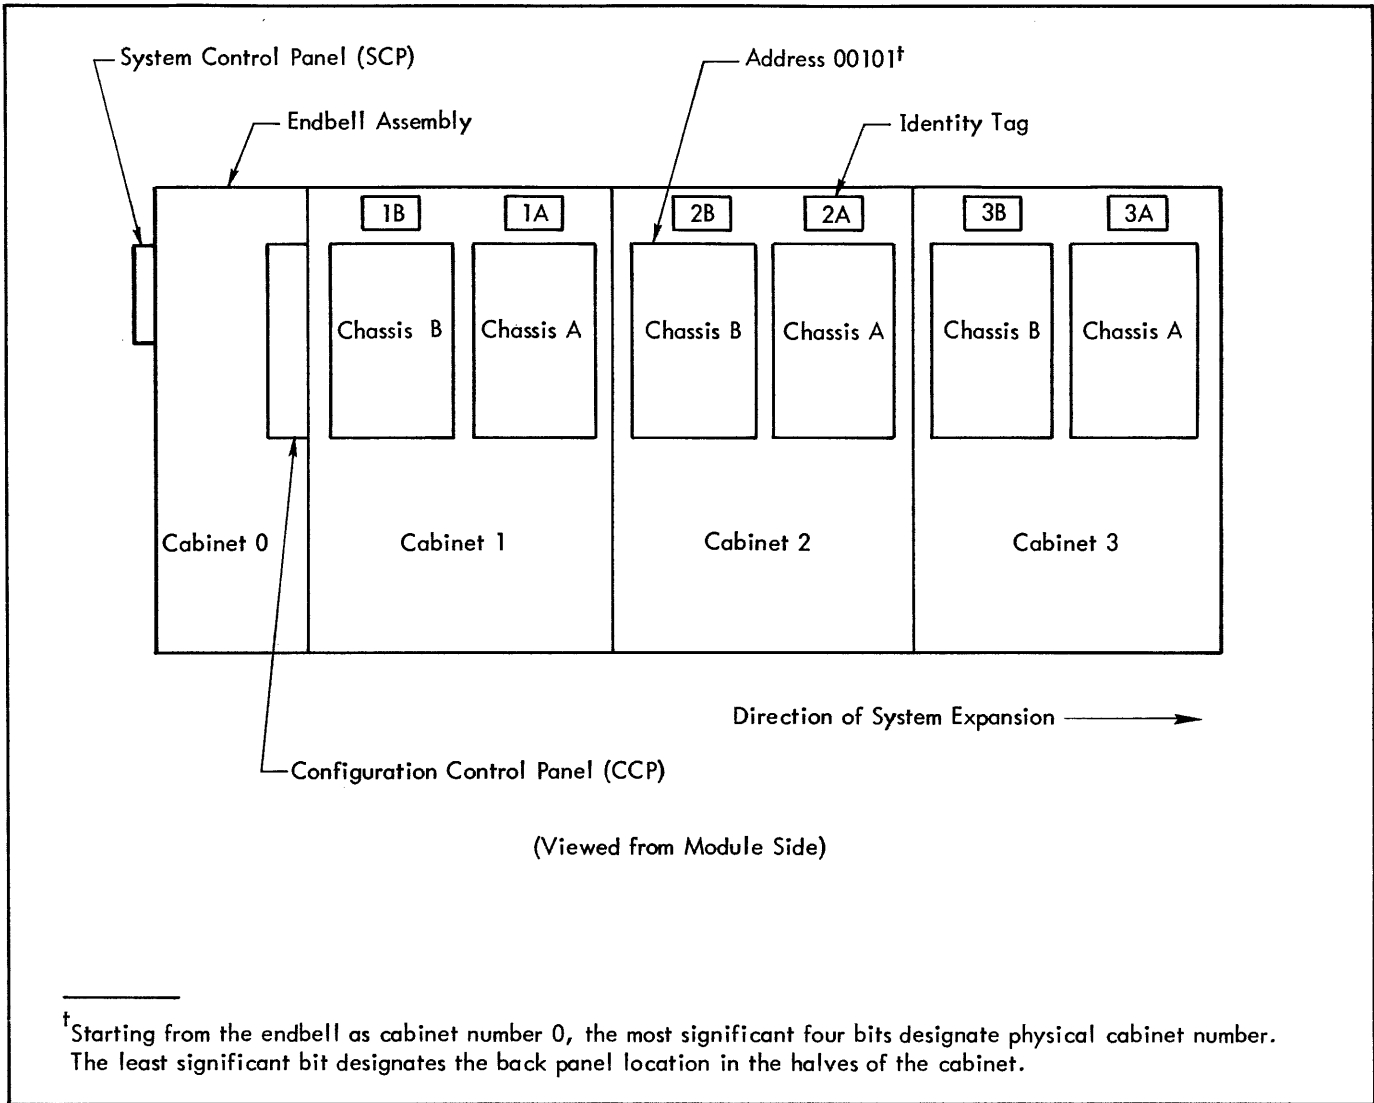 System Control Panel (SCP)
Address 00101†
Endbell Assembly
Identity Tag
1B
1A
2B
2A
3B
3A
Chassis B
Chassis A
Chassis B
Chassis A
Chassis B
Chassis A
Cabinet 0
Cabinet 1
Cabinet 2
Cabinet 3
Direction of System Expansion
Configuration Control Panel (CCP)
(Viewed from Module Side)
†Starting from the endbell as cabinet number 0, the most significant four bits designate physical cabinet number.
The least significant bit designates the back panel location in the halves of the cabinet.